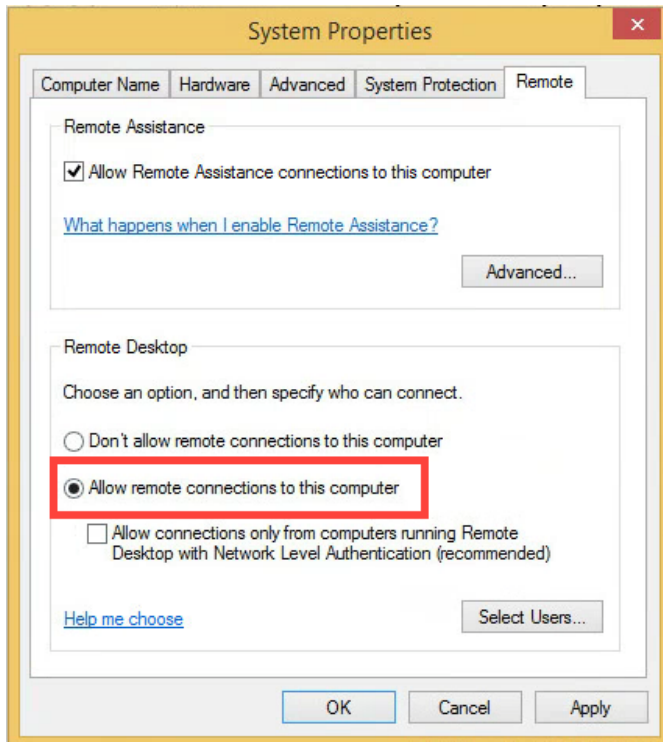 System Properties
Computer Name
Hardware
Advanced
System Protection
Remote
Remote Assistance
Allow Remote Assistance connections to this computer
What happens when I enable Remote Assistance?
Advanced...
Remote Desktop
Choose an option, and then specify who can connect.
Don't allow remote connections to this computer
Allow remote connections to this computer
Allow connections only from computers running Remote
Desktop with Network Level Authentication (recommended)
Help me choose
Select Users...
OK
Cancel
Apply